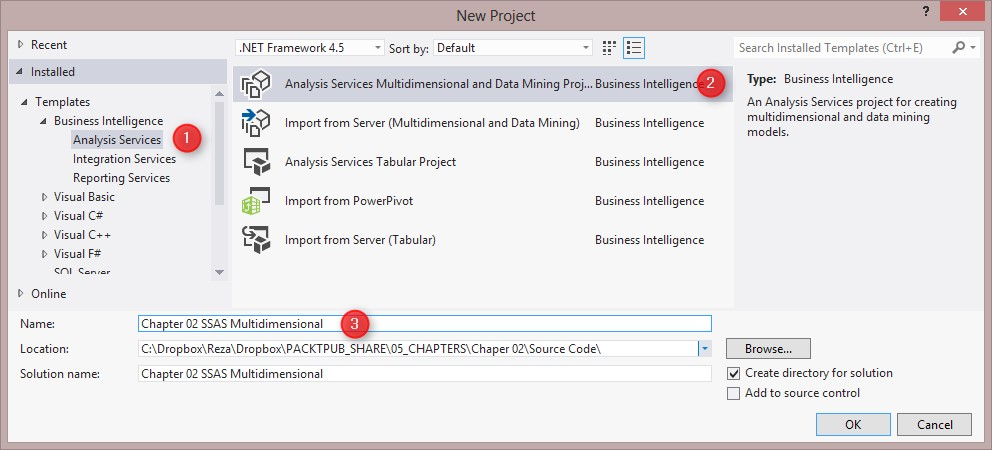 New Project
?
Recent
.NET Framework 4.5
Sort by:
Default
Search Installed Templates (Ctrl+E)
Installed
Templates
Business Intelligence
Analysis Services
1
Integration Services
Reporting Services
Visual Basic
Visual C#
Visual C++
Visual F#
SQL Server
Online
Analysis Services Multidimensional and Data Mining Proj... Business Intelligence
2
Import from Server (Multidimensional and Data Mining) Business Intelligence
Analysis Services Tabular Project Business Intelligence
Import from PowerPivot Business Intelligence
Import from Server (Tabular) Business Intelligence
Type: Business Intelligence
An Analysis Services project for creating
multidimensional and data mining
models.
Name: Chapter 02 SSAS Multidimensional
3
Location: C:\Dropbox\Reza\Dropbox\PACKTPUB_SHARE\05_CHAPTERS\Chaper 02\Source Code\
Browse...
Solution name: Chapter 02 SSAS Multidimensional
Create directory for solution
Add to source control
OK
Cancel